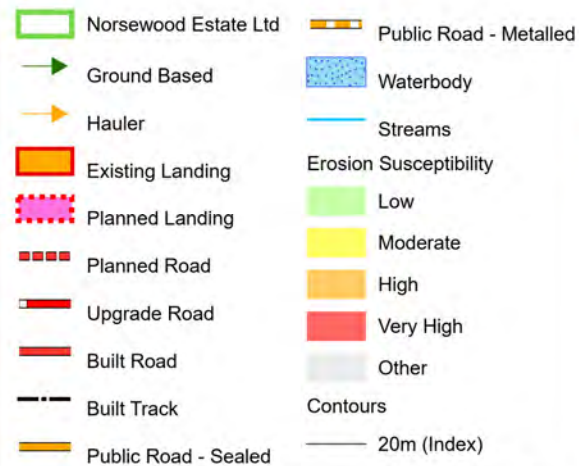 Norsewood Estate Ltd
Ground Based
Hauler
Existing Landing
Planned Landing
Planned Road
Upgrade Road
Built Road
Built Track
Public Road - Sealed
Public Road - Metalled
Waterbody
Streams
Erosion Susceptibility
Low
Moderate
High
Very High
Other
Contours
20m (Index)